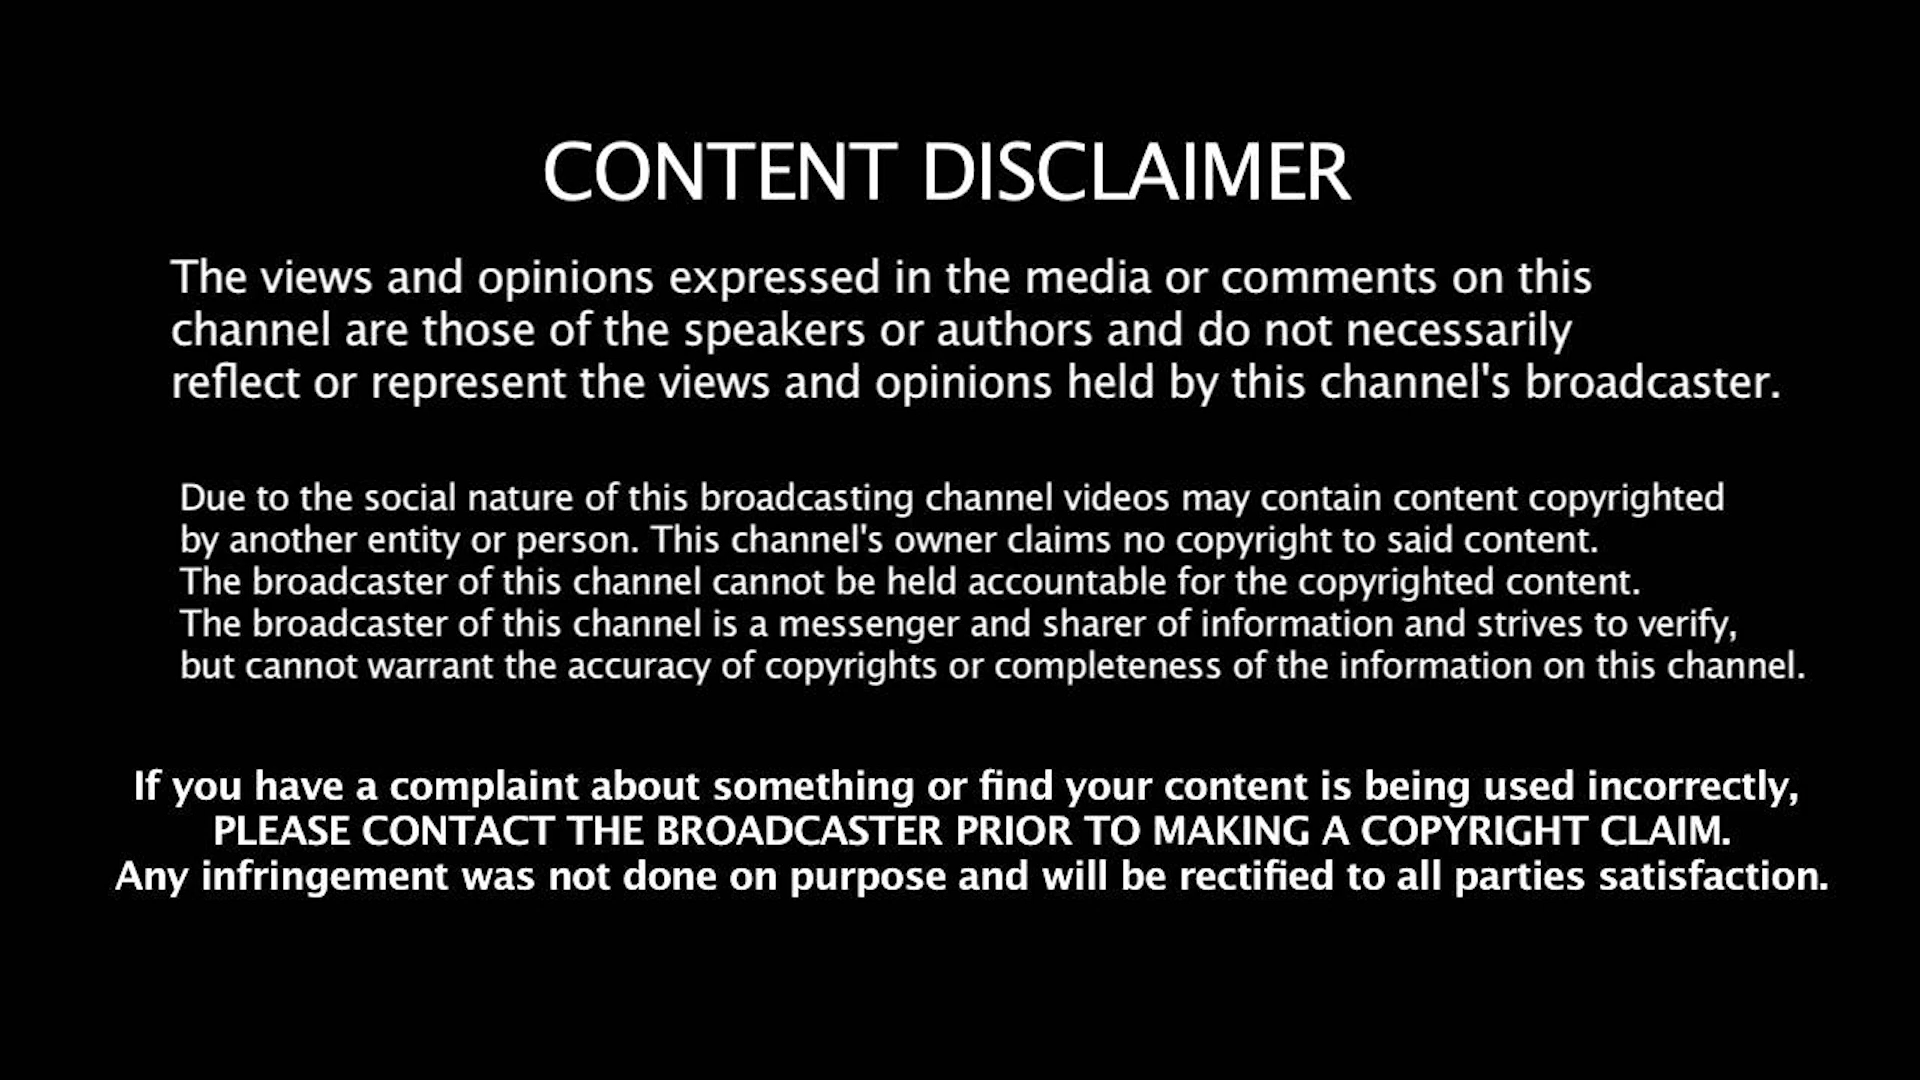 CONTENT DISCLAIMER
The views and opinions expressed in the media or comments on this
channel are those of the speakers or authors and do not necessarily
reflect or represent the views and opinions held by this channel's broadcaster.
Due to the social nature of this broadcasting channel videos may contain content copyrighted
by another entity or person. This channel's owner claims no copyright to said content.
The broadcaster of this channel cannot be held accountable for the copyrighted content.
The broadcaster of this channel is a messenger and sharer of information and strives to verify,
but cannot warrant the accuracy of copyrights or completeness of the information on this channel.
If you have a complaint about something or find your content is being used incorrectly,
PLEASE CONTACT THE BROADCASTER PRIOR TO MAKING A COPYRIGHT CLAIM.
Any infringement was not done on purpose and will be rectified to all parties satisfaction.